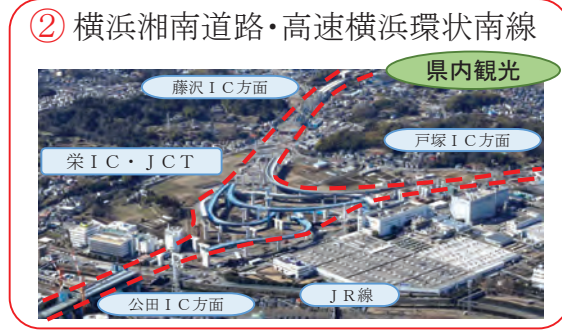 ② 横浜湘南道路・高速横浜環状南線
県内観光
藤沢ＩＣ方面
戸塚ＩＣ方面
栄ＩＣ・ＪＣＴ
公田ＩＣ方面
ＪＲ線